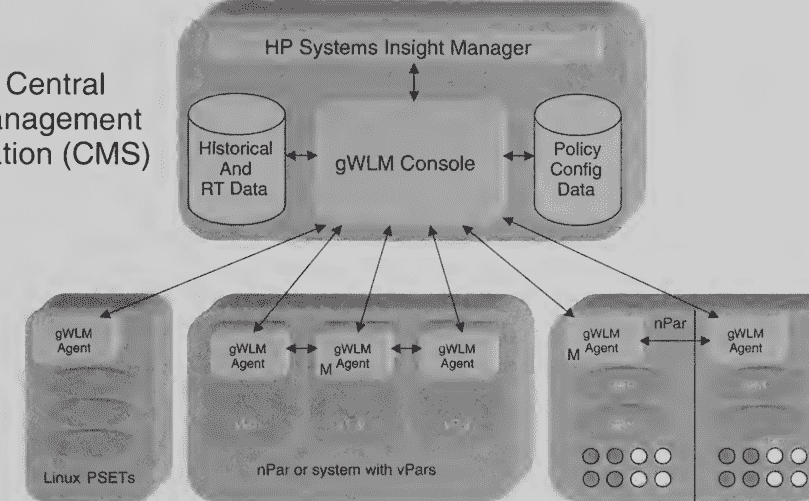 HP Systems Insight Manager
Central
anagement
ation (CMS)
Historical
And
RT Data
gWLM Console
Policy
Config
Data
gWLM
Agent
gWLM
Agent
gWLM
M Agent
gWLM
Agent
gWLM
M Agent
nPar
gWLM
Agent
Linux PSETs
nPar or system with vPars